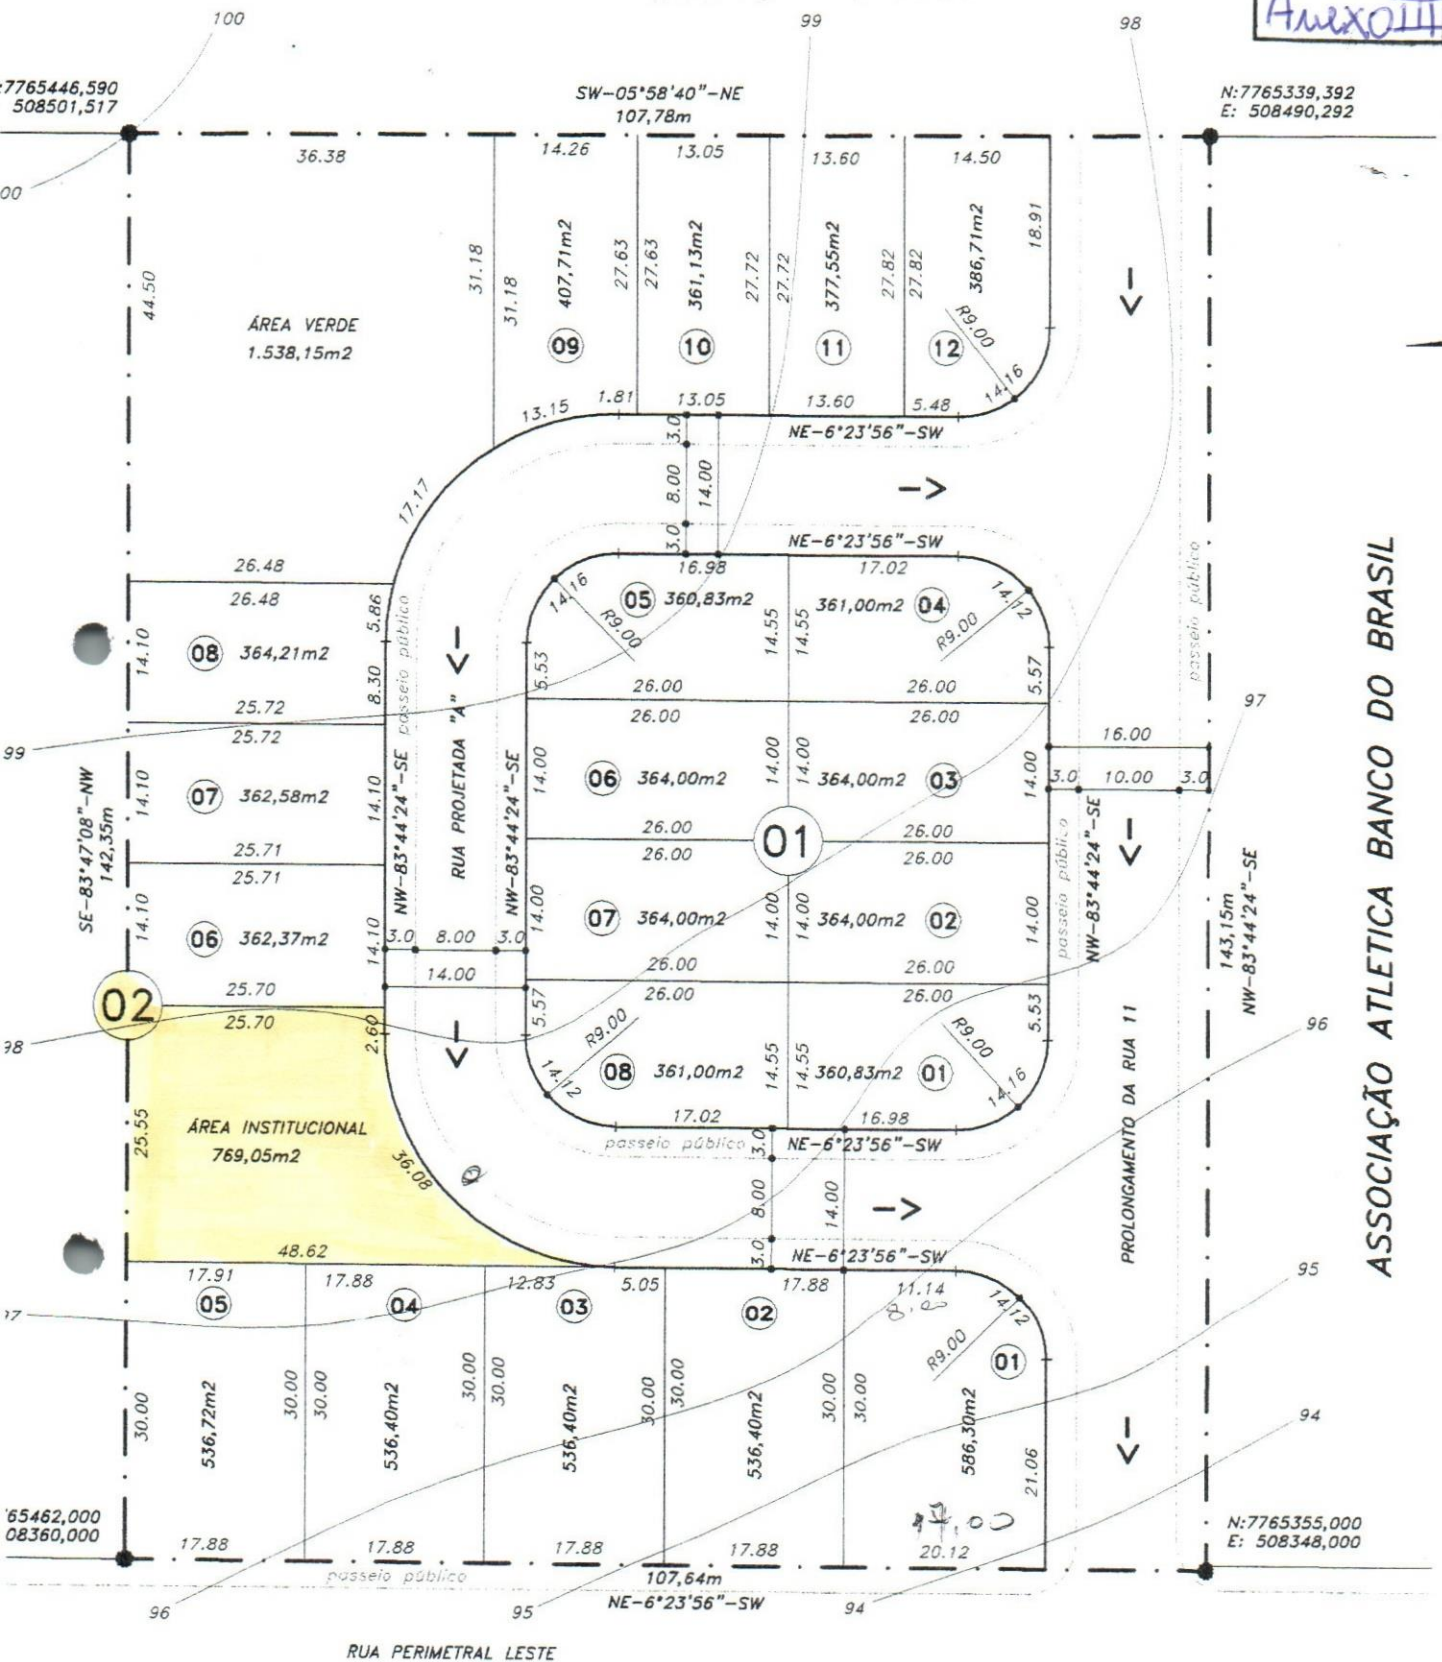 100
99
98
Anexo III
:7765446,590
508501,517
SW-05°58'40"-NE
107,78m
N:7765339,392
E: 508490,292
00
36.38
14.26
13.05
13.60
14.50
44.50
31.18
31.18
407,71m2
27.63
27.63
361,13m2
27.72
27.72
377,55m2
27.82
27.82
386,71m2
18.91
ÁREA VERDE
1.538,15m2
09
10
11
12
R9.00
14.16
13.15
1.81
13.05
13.60
5.48
NE-6°23'56"-SW
3.0
8.00
14.00
3.0
17.17
->
->
NE-6°23'56"-SW
16.98
17.02
26.48
26.48
5.86
14.10
08 364,21m2
8.30
passeio público
25.72
25.72
14.16
R9.00
05 360,83m2
14.55
14.55
361,00m2 04
R9.00
14.12
5.53
5.57
26.00
26.00
26.00
26.00
passeio público
99
97
SE-83°47'08"-NW
142,35m
14.10
07 362,58m2
14.10
NW-83°44'24"-SE
RUA PROJETADA "A"
->
NW-83°44'24"-SE
14.00
06 364,00m2
14.00
14.00
364,00m2 03
14.00
16.00
3.0
10.00
3.0
25.71
25.71
26.00
26.00
01
26.00
26.00
passeio público
NW-83°44'24"-SE
->
143,15m
NW-83°44'24"-SE
14.10
06 362,37m2
14.10
3.0
8.00
3.0
14.00
14.00
07 364,00m2
14.00
14.00
364,00m2 02
14.00
26.00
26.00
26.00
26.00
02
25.70
25.70
98
2.60
->
5.57
R9.00
14.12
08 361,00m2
14.55
14.55
360,83m2 01
R9.00
14.16
5.53
96
25.55
ÁREA INSTITUCIONAL
769,05m2
36.08
17.02
16.98
passeio público
NE-6°23'56"-SW
3.0
8.00
14.00
3.0
->
NE-6°23'56"-SW
PROLONGAMENTO DA RUA 11
ASSOCIAÇÃO ATLETICA BANCO DO BRASIL
48.62
17.91
17.88
12.83
5.05
17.88
11.14
8,00
14.12
R9.00
95
97
05
04
03
02
01
30.00
536,72m2
30.00
30.00
536,40m2
30.00
30.00
536,40m2
30.00
30.00
536,40m2
30.00
30.00
586,30m2
21.06
->
94
17,00
'65462,000
08360,000
N:7765355,000
E: 508348,000
17.88
17.88
17.88
17.88
20.12
passeio público
107,64m
NE-6°23'56"-SW
96
95
94
RUA PERIMETRAL LESTE